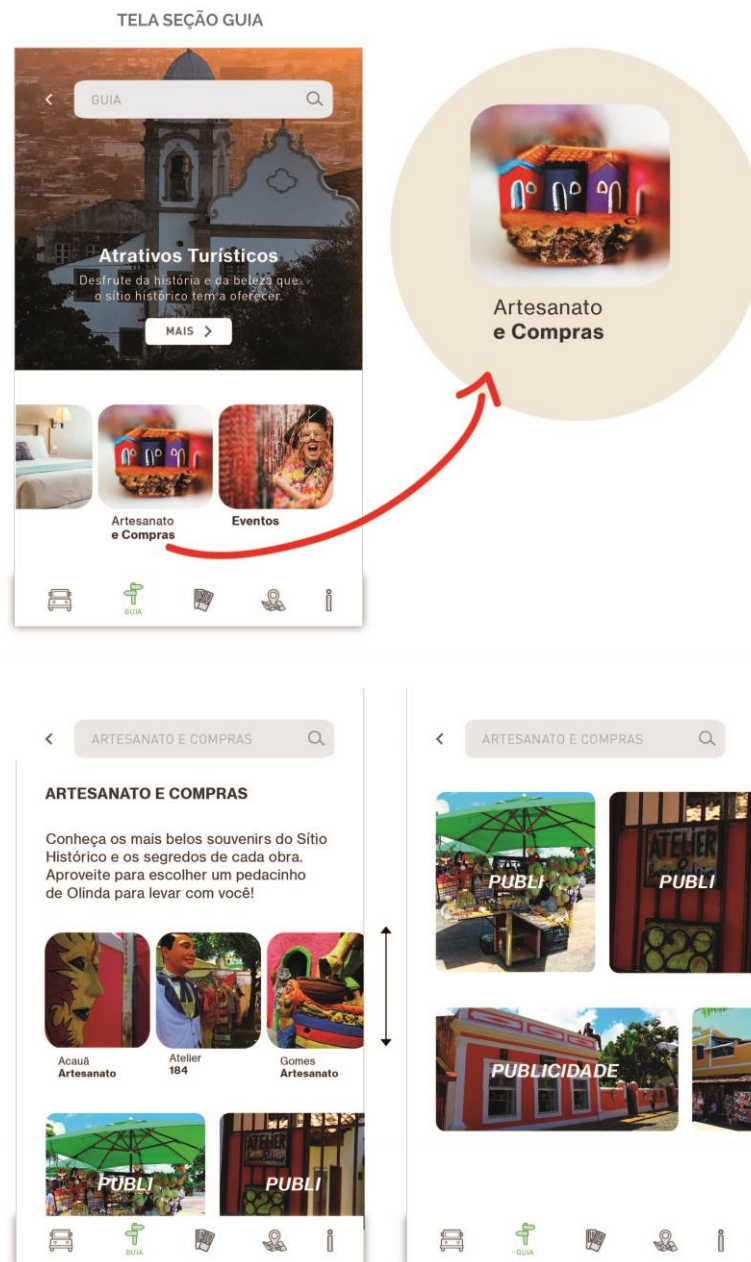 TELA SEÇÃO GUIA
GUIA
Atrativos Turísticos
Desfrute da história e da beleza que
o sítio histórico tem a oferecer.
MAIS
Artesanato
e Compras
Artesanato
e Compras
Eventos
GUIA
ARTESANATO E COMPRAS
ARTESANATO E COMPRAS
Conheça os mais belos souvenirs do Sítio
Histórico e os segredos de cada obra.
Aproveite para escolher um pedacinho
de Olinda para levar com você!
Acauã
Artesanato
Atelier
184
Gomes
Artesanato
PUBLI
ATELIER
PUBLI
GUIA
ARTESANATO E COMPRAS
PUBLI
ATELIER
PUBLI
PUBLICIDADE
GUIA